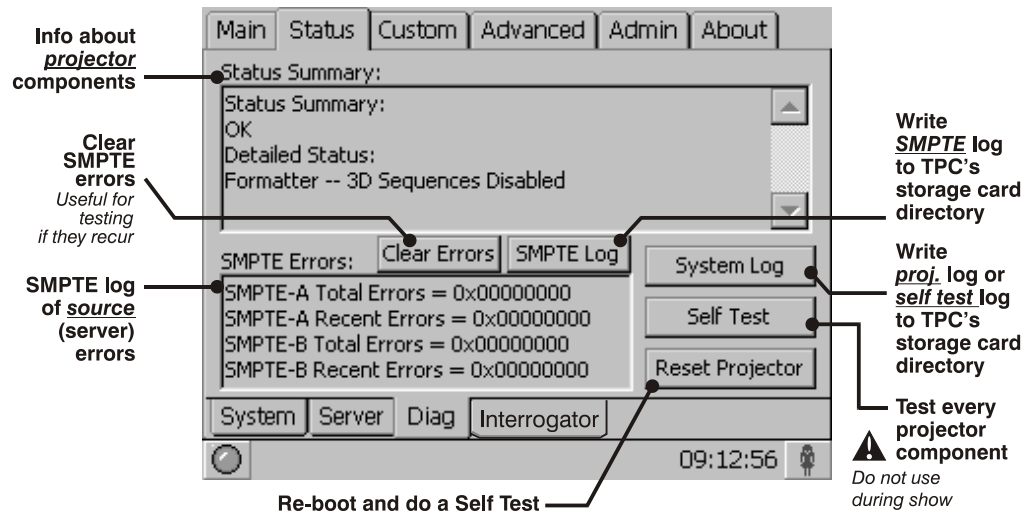 Main Status Custom Advanced Admin About
Info about
projector
components
Status Summary:
Status Summary:
OK
Detailed Status:
Formatter -- 3D Sequences Disabled
Clear
SMPTE
errors
Useful for
testing
if they recur
Write
SMPTE log
to TPC's
storage card
directory
SMPTE Errors: Clear Errors SMPTE Log
System Log
Write
proj. log or
self test log
to TPC's
storage card
directory
SMPTE log
of source
(server)
errors
SMPTE-A Total Errors = 0x00000000
SMPTE-A Recent Errors = 0x00000000
SMPTE-B Total Errors = 0x00000000
SMPTE-B Recent Errors = 0x00000000
Self Test
Reset Projector
System Server Diag Interrogator
Test every
projector
component
Do not use
during show
09:12:56
Re-boot and do a Self Test